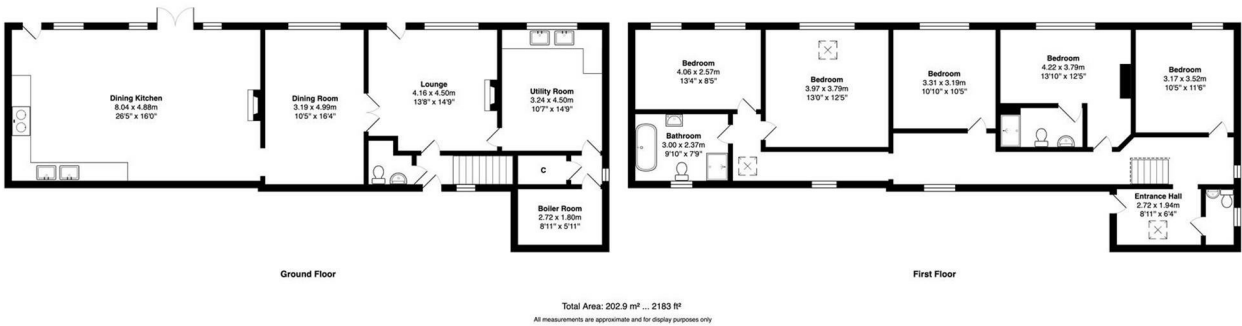 Dining Kitchen
8.04 x 4.88m
26'5" x 16'0"
Dining Room
3.19 x 4.99m
10'5" x 16'4"
Lounge
4.16 x 4.50m
13'8" x 14'9"
Utility Room
3.24 x 4.50m
10'7" x 14'9"
C
Boiler Room
2.72 x 1.80m
8'11" x 5'11"
Ground Floor
Bedroom
4.06 x 2.57m
13'4" x 8'5"
Bedroom
3.97 x 3.79m
13'0" x 12'5"
Bedroom
3.31 x 3.19m
10'10" x 10'5"
Bedroom
4.22 x 3.79m
13'10" x 12'5"
Bedroom
3.17 x 3.52m
10'5" x 11'6"
Bathroom
3.00 x 2.37m
9'10" x 7'9"
Entrance Hall
2.72 x 1.94m
8'11" x 6'4"
First Floor
Total Area: 202.9 m² ... 2183 ft²
All measurements are approximate and for display purposes only